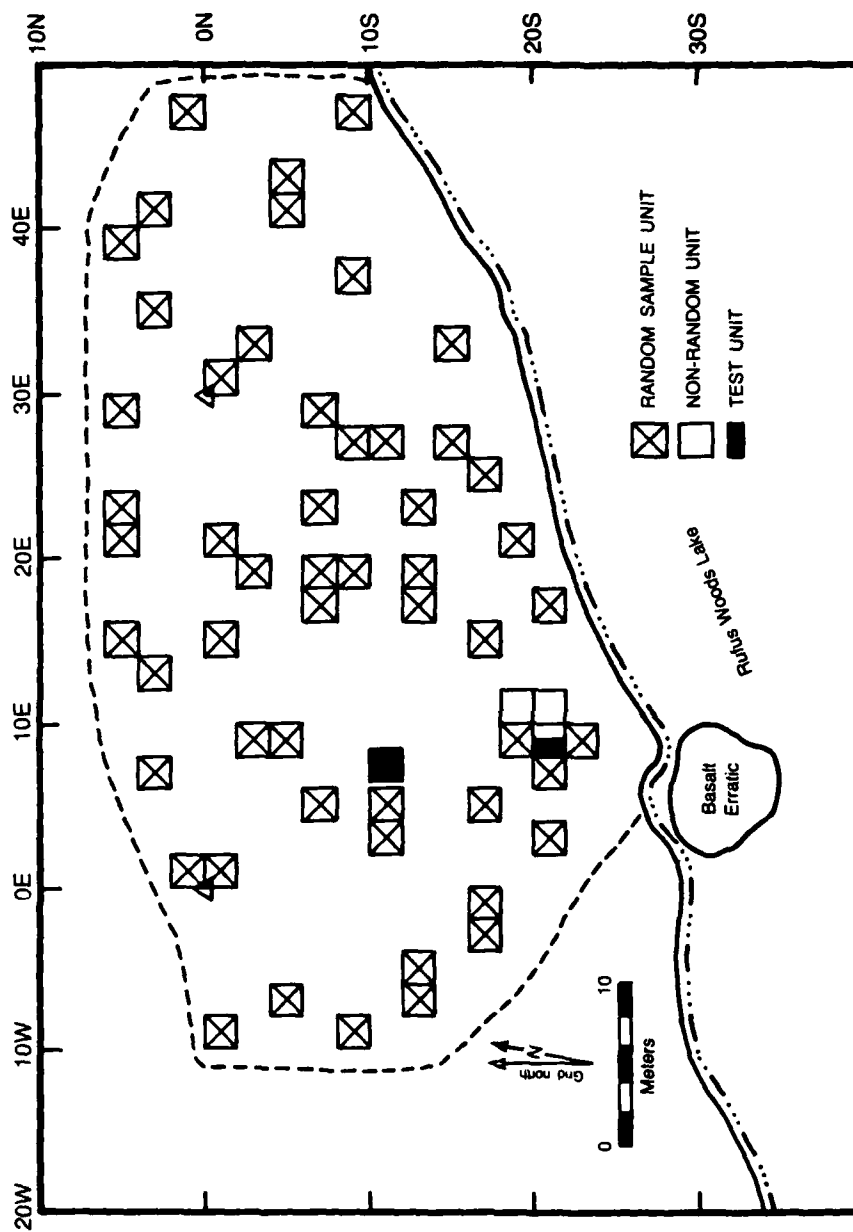 10N
0N
10S
20S
30S
20W
10W
0E
10E
20E
30E
40E
RANDOM SAMPLE UNIT
NON-RANDOM UNIT
TEST UNIT
Rufus Woods Lake
Basalt
Erratic
Grid north
N
0 10
Meters